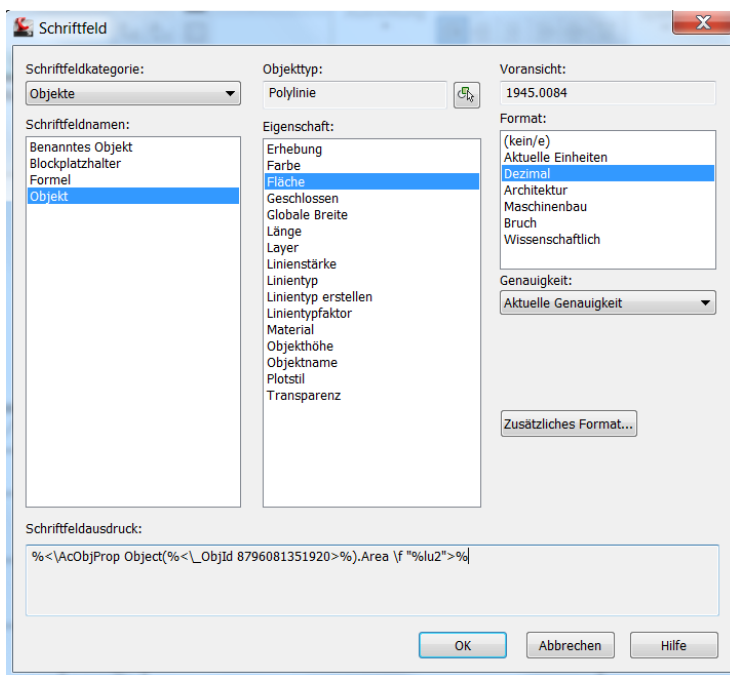 Schriftfeld
Schriftfeldkategorie:
Objekte
Schriftfeldnamen:
Benanntes Objekt
Blockplatzhalter
Formel
Objekt
Objekttyp:
Polylinie
Eigenschaft:
Erhebung
Farbe
Fläche
Geschlossen
Globale Breite
Länge
Layer
Linienstärke
Linientyp
Linientyp erstellen
Linientypfaktor
Material
Objekthöhe
Objektname
Plotstil
Transparenz
Voransicht:
1945.0084
Format:
(kein/e)
Aktuelle Einheiten
Dezimal
Architektur
Maschinenbau
Bruch
Wissenschaftlich
Genauigkeit:
Aktuelle Genauigkeit
Zusätzliches Format...
Schriftfeldausdruck:
%<\AcObjProp Object(%<\_ObjId 8796081351920>%).Area \f "%lu2">%
OK
Abbrechen
Hilfe